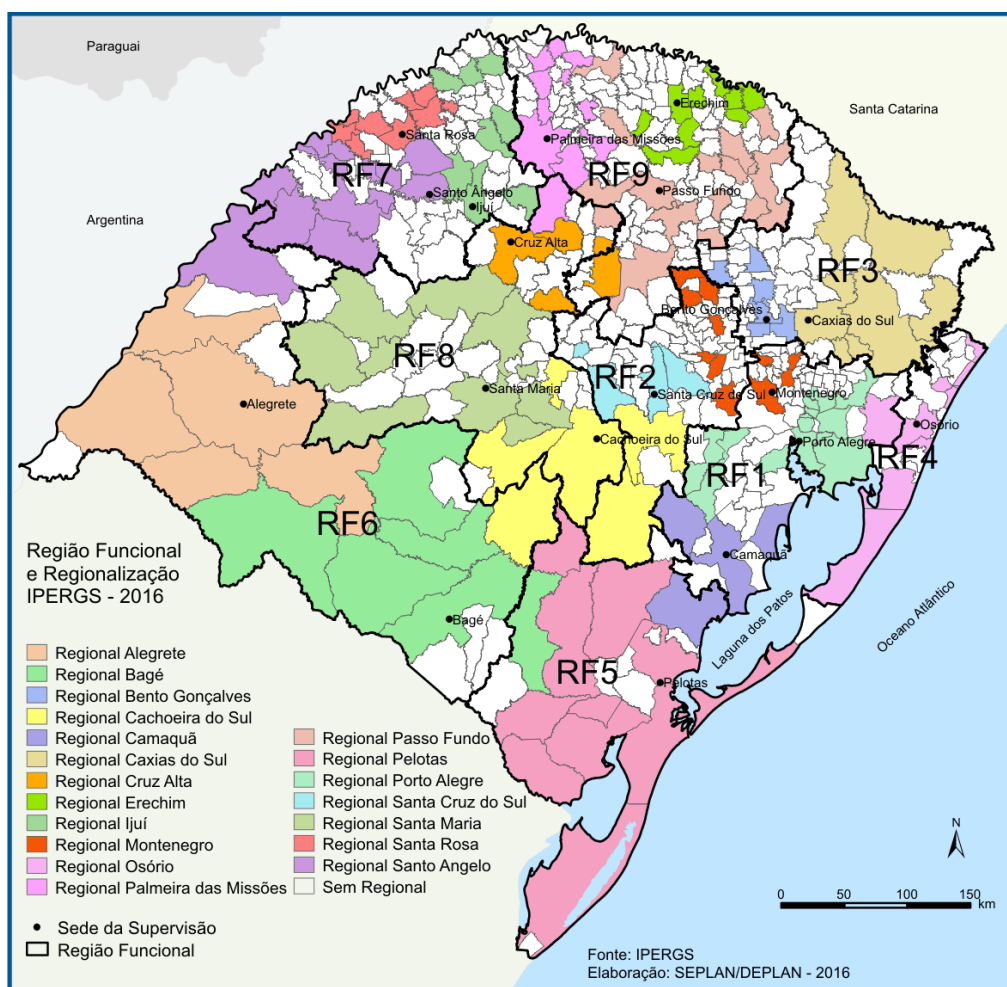 Paraguai
Santa Catarina
Argentina
Erechim
Santa Rosa
Palmeira das Missões
RF7
RF9
Santo Ângelo
Passo Fundo
Ijuí
Cruz Alta
RF3
Bento Gonçalves
Caxias do Sul
RF8
RF2
Santa Maria
Santa Cruz de Sul
Montenegro
Alegrete
Osório
Cachoeira do Sul
Porto Alegre
RF4
RF1
RF6
Camaquã
Região Funcional
e Regionalização
IPERGS - 2016
Laguna dos Patos
Oceano Atlântico
Bagé
RF5
Pelotas
Regional Alegrete
Regional Bagé
Regional Bento Gonçalves
Regional Cachoeira do Sul
Regional Camaquã
Regional Caxias do Sul
Regional Cruz Alta
Regional Erechim
Regional Ijuí
Regional Montenegro
Regional Osório
Regional Palmeira das Missões
Regional Passo Fundo
Regional Pelotas
Regional Porto Alegre
Regional Santa Cruz do Sul
Regional Santa Maria
Regional Santa Rosa
Regional Santo Angelo
Sem Regional
Sede da Supervisão
Região Funcional
N
0 50 100 150
km
Fonte: IPERGS
Elaboração: SEPLAN/DEPLAN - 2016